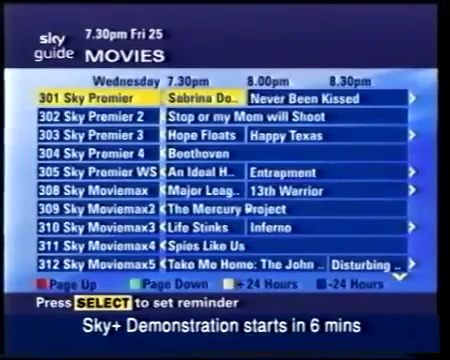 sky guide 7.30pm Fri 25
MOVIES
Wednesday 7.30pm 8.00pm 8.30pm
301 Sky Premier Sabrina Do.. Never Been Kissed
302 Sky Premier 2 Stop or my Mom will Shoot
303 Sky Premier 3 Hope Floats Happy Texas
304 Sky Premier 4 Beethoven
305 Sky Premier WS An Ideal H.. Entrapment
308 Sky Moviemax Major Leag.. 13th Warrior
309 Sky Moviemax2 The Mercury Project
310 Sky Moviemax3 Life Stinks Inferno
311 Sky Moviemax4 Spies Like Us
312 Sky Moviemax5 Take Me Home: The John .. Disturbing ..
Page Up Page Down +24 Hours -24 Hours
Press SELECT to set reminder
Sky+ Demonstration starts in 6 mins